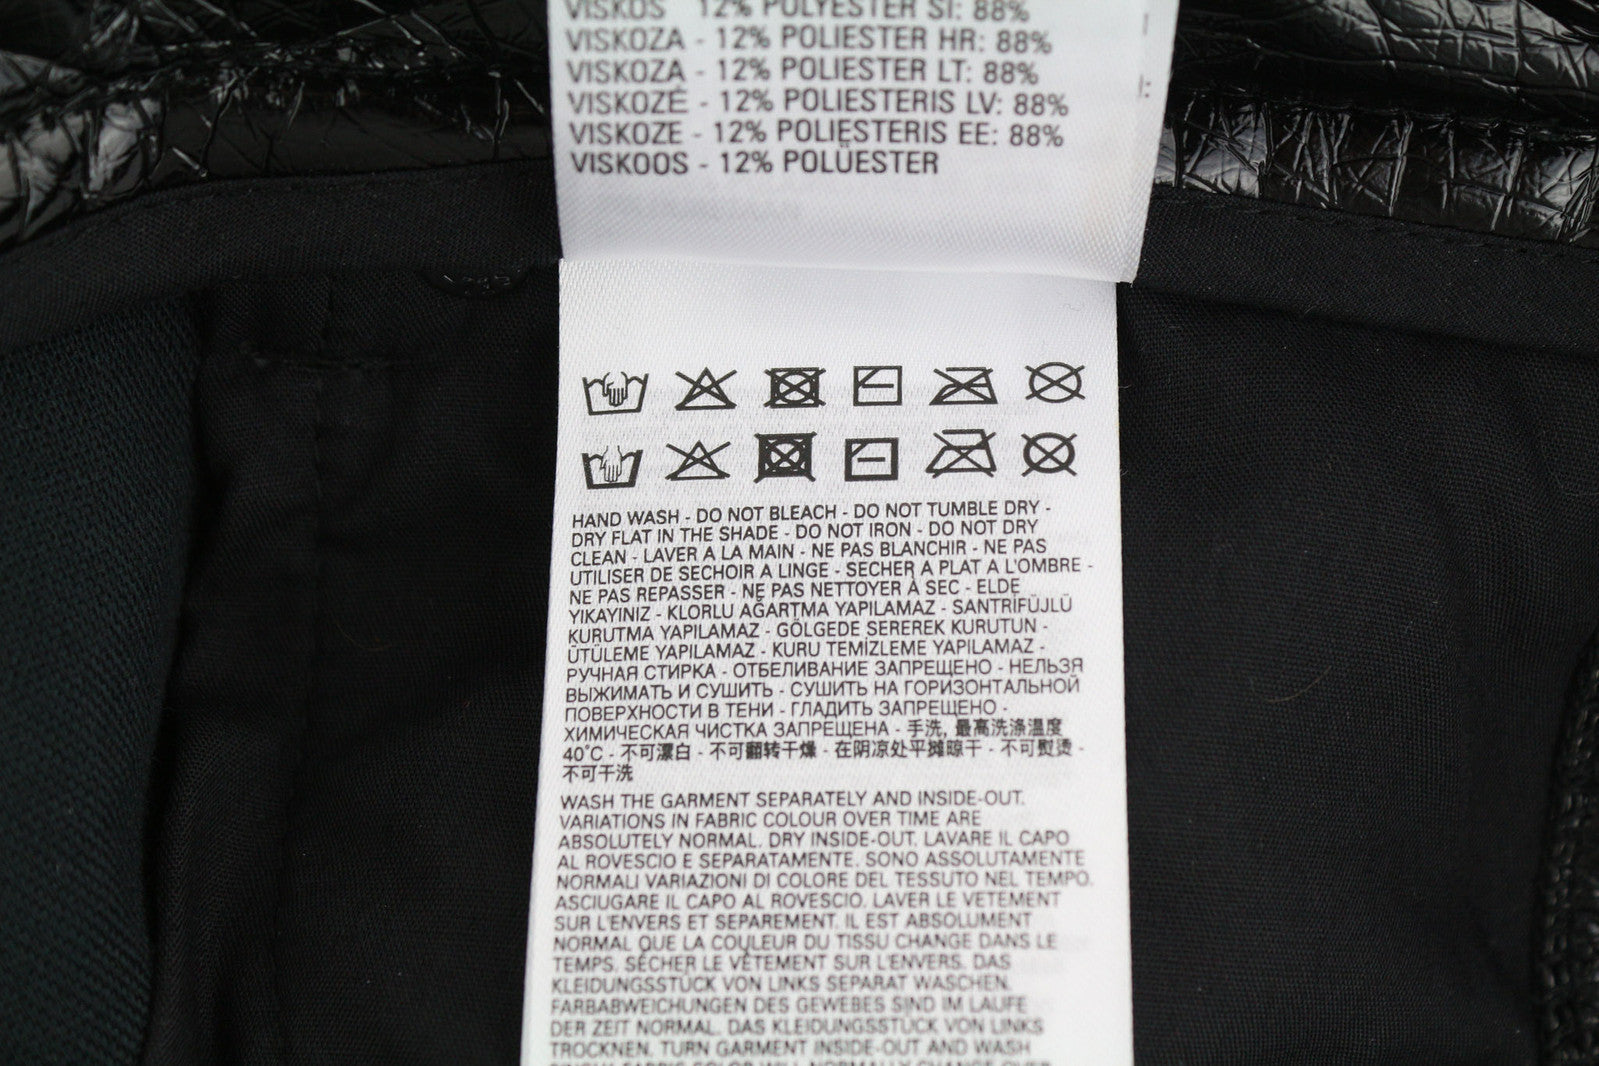 VISKOS 12% POLYESTER SI: 88%
VISKOZA - 12% POLIESTER HR: 88%
VISKOZA - 12% POLIESTER LT: 88%
VISKOZĖ - 12% POLIESTERIS LV: 88%
VISKOZE - 12% POLIESTERIS EE: 88%
VISKOOS - 12% POLÜESTER
HAND WASH - DO NOT BLEACH - DO NOT TUMBLE DRY -
DRY FLAT IN THE SHADE - DO NOT IRON - DO NOT DRY
CLEAN - LAVER A LA MAIN - NE PAS BLANCHIR - NE PAS
UTILISER DE SECHOIR A LINGE - SECHER A PLAT A L'OMBRE -
NE PAS REPASSER - NE PAS NETTOYER À SEC - ELDE
YIKAYINIZ - KLORLU AĞARTMA YAPILAMAZ - SANTRİFÜJLÜ
KURUTMA YAPILAMAZ - GÖLGEDE SEREREK KURUTUN -
ÜTÜLEME YAPILAMAZ - KURU TEMİZLEME YAPILAMAZ -
РУЧНАЯ СТИРКА - ОТБЕЛИВАНИЕ ЗАПРЕЩЕНО - НЕЛЬЗЯ
ВЫЖИМАТЬ И СУШИТЬ - СУШИТЬ НА ГОРИЗОНТАЛЬНОЙ
ПОВЕРХНОСТИ В ТЕНИ - ГЛАДИТЬ ЗАПРЕЩЕНО -
ХИМИЧЕСКАЯ ЧИСТКА ЗАПРЕЩЕНА - 手洗, 最高洗涤温度
40°C - 不可漂白 - 不可翻转干燥 - 在阴凉处平摊晾干 - 不可熨烫 -
不可干洗
WASH THE GARMENT SEPARATELY AND INSIDE-OUT.
VARIATIONS IN FABRIC COLOUR OVER TIME ARE
ABSOLUTELY NORMAL. DRY INSIDE-OUT. LAVARE IL CAPO
AL ROVESCIO E SEPARATAMENTE. SONO ASSOLUTAMENTE
NORMALI VARIAZIONI DI COLORE DEL TESSUTO NEL TEMPO.
ASCIUGARE IL CAPO AL ROVESCIO. LAVER LE VETEMENT
SUR L'ENVERS ET SEPAREMENT. IL EST ABSOLUMENT
NORMAL QUE LA COULEUR DU TISSU CHANGE DANS LE
TEMPS. SÉCHER LE VÊTEMENT SUR L'ENVERS. DAS
KLEIDUNGSSTÜCK VON LINKS SEPARAT WASCHEN.
FARBABWEICHUNGEN DES GEWEBES SIND IM LAUFE
DER ZEIT NORMAL. DAS KLEIDUNGSSTÜCK VON LINKS
TROCKNEN. TURN GARMENT INSIDE-OUT AND WASH